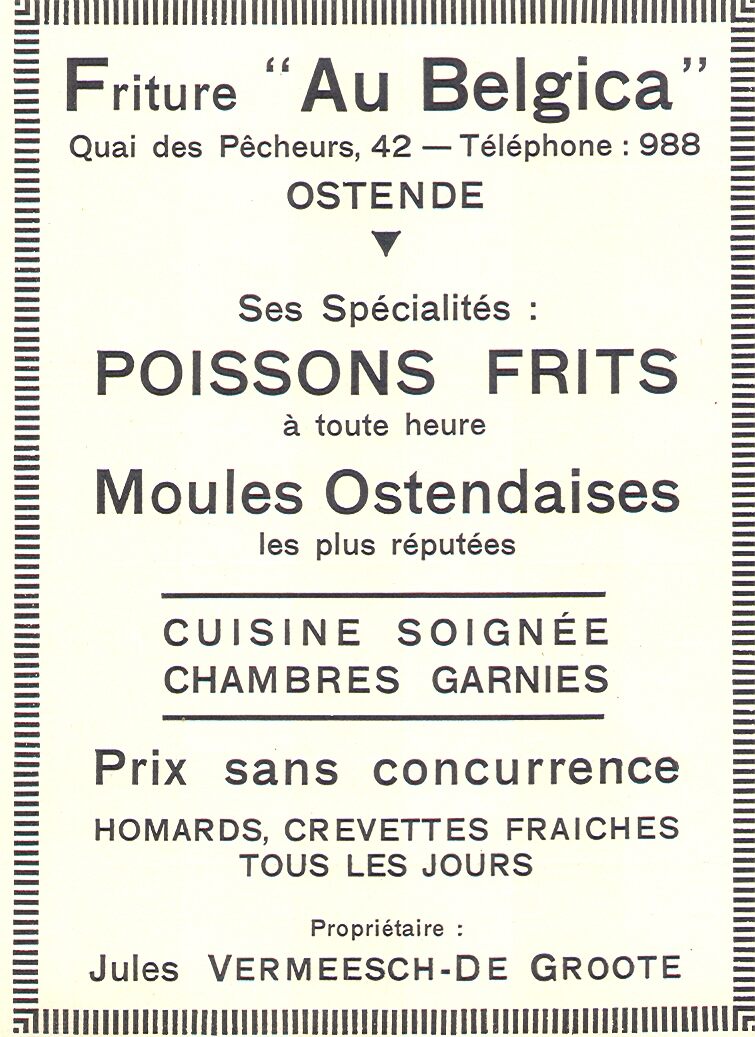 Friture “Au Belgica”
Quai des Pêcheurs, 42 — Téléphone : 988
OSTENDE
Ses Spécialités :
POISSONS FRITS
à toute heure
Moules Ostendaises
les plus réputées
CUISINE SOIGNÉE
CHAMBRES GARNIES
Prix sans concurrence
HOMARDS, CREVETTES FRAICHES
TOUS LES JOURS
Propriétaire :
Jules VERMEESCH-DE GROOTE